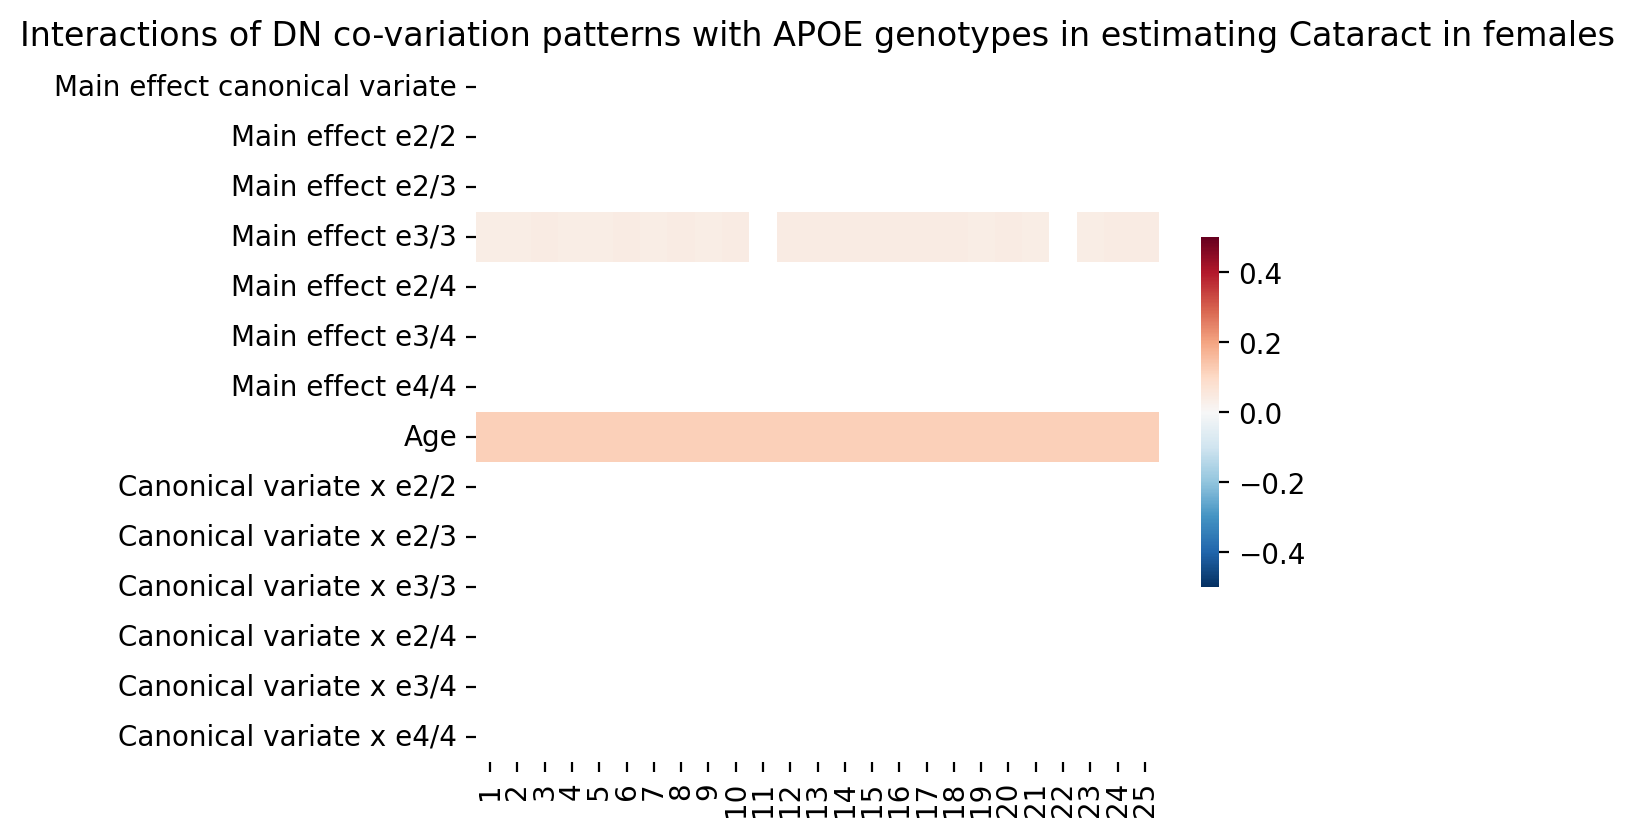 Interactions of DN co-variation patterns with APOE genotypes in estimating Cataract in females
Main effect canonical variate
Main effect e2/2
Main effect e2/3
Main effect e3/3
Main effect e2/4
Main effect e3/4
Main effect e4/4
Age
Canonical variate x e2/2
Canonical variate x e2/3
Canonical variate x e3/3
Canonical variate x e2/4
Canonical variate x e3/4
Canonical variate x e4/4
1 2 3 4 5 6 7 8 9 10 11 12 13 14 15 16 17 18 19 20 21 22 23 24 25
0.4
0.2
0.0
−0.2
−0.4